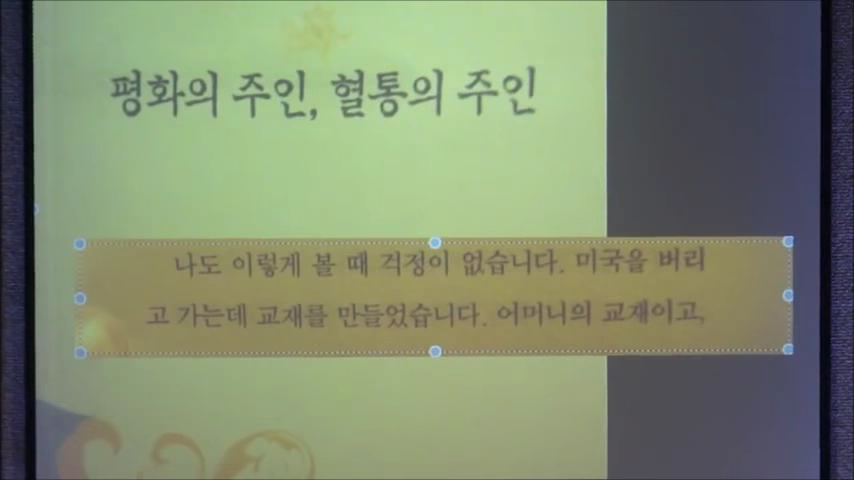 평화의 주인, 혈통의 주인
나도 이렇게 볼 때 걱정이 없습니다. 미국을 버리
고 가는데 교재를 만들었습니다. 어머니의 교재이고,